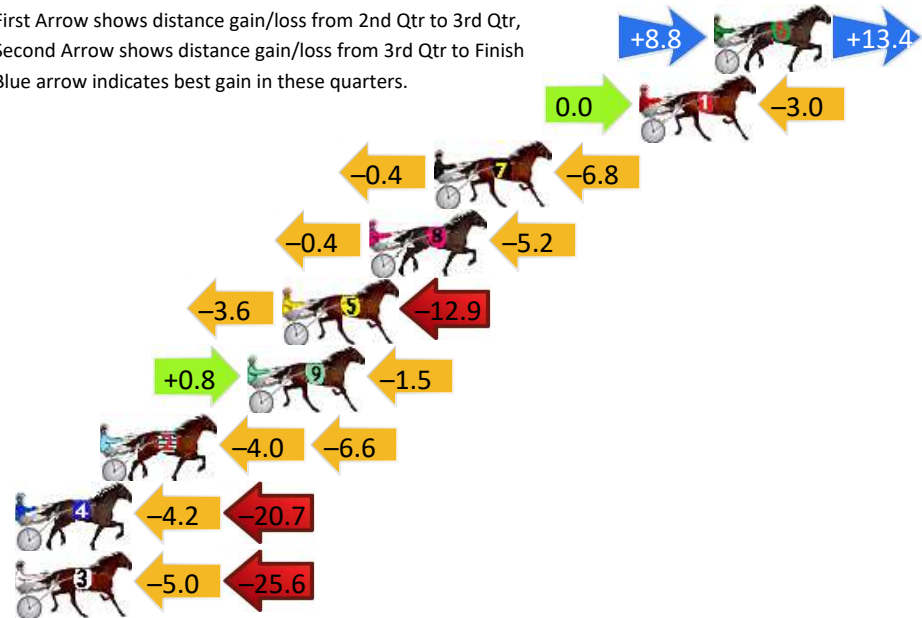 First Arrow shows distance gain/loss from 2nd Qtr to 3rd Qtr,
Second Arrow shows distance gain/loss from 3rd Qtr to Finish
Blue arrow indicates best gain in these quarters.
+8.8 6 +13.4
0.0 1 –3.0
–0.4 7 –6.8
–0.4 8 –5.2
–3.6 5 –12.9
+0.8 9 –1.5
2 –4.0 –6.6
4 –4.2 –20.7
3 –5.0 –25.6